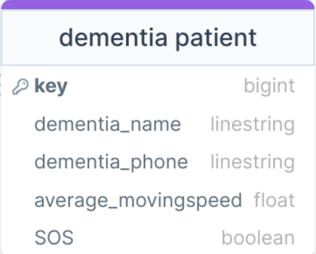 dementia patient
key bigint
dementia_name linestring
dementia_phone linestring
average_movingspeed float
SOS boolean